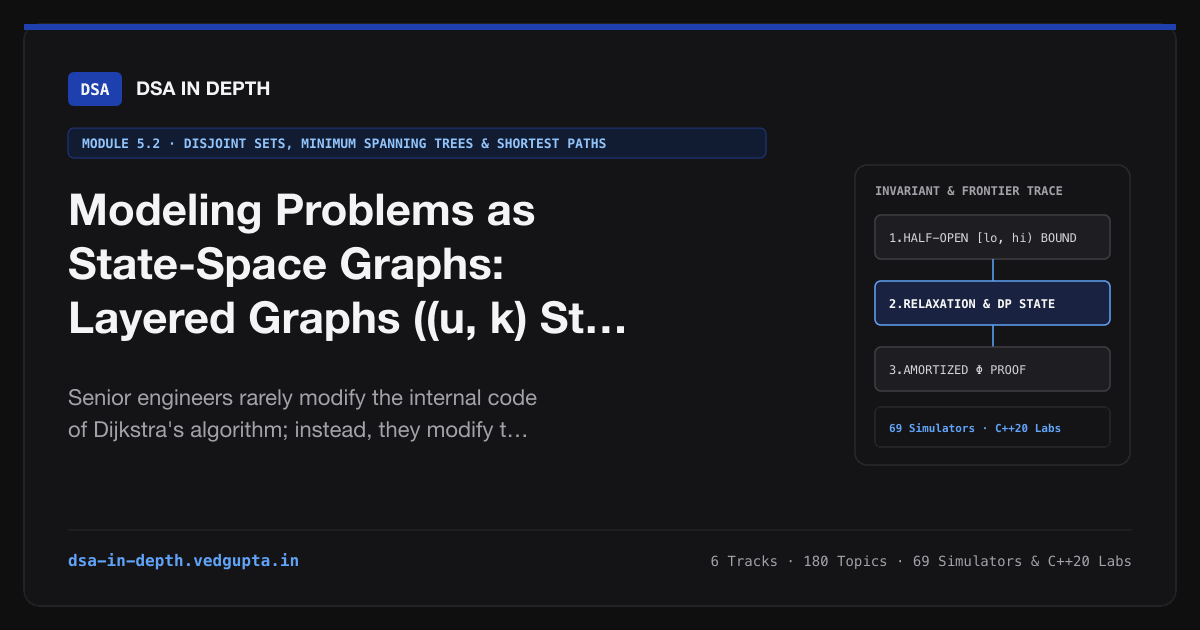 DSA
DSA IN DEPTH
MODULE 5.2 · DISJOINT SETS, MINIMUM SPANNING TREES & SHORTEST PATHS
Modeling Problems as
State-Space Graphs:
Layered Graphs ((u, k) St...
Senior engineers rarely modify the internal code
of Dijkstra's algorithm; instead, they modify t...
INVARIANT & FRONTIER TRACE
1.HALF-OPEN [lo, hi) BOUND
2.RELAXATION & DP STATE
3.AMORTIZED Φ PROOF
69 Simulators · C++20 Labs
dsa-in-depth.vedgupta.in
6 Tracks · 180 Topics · 69 Simulators & C++20 Labs